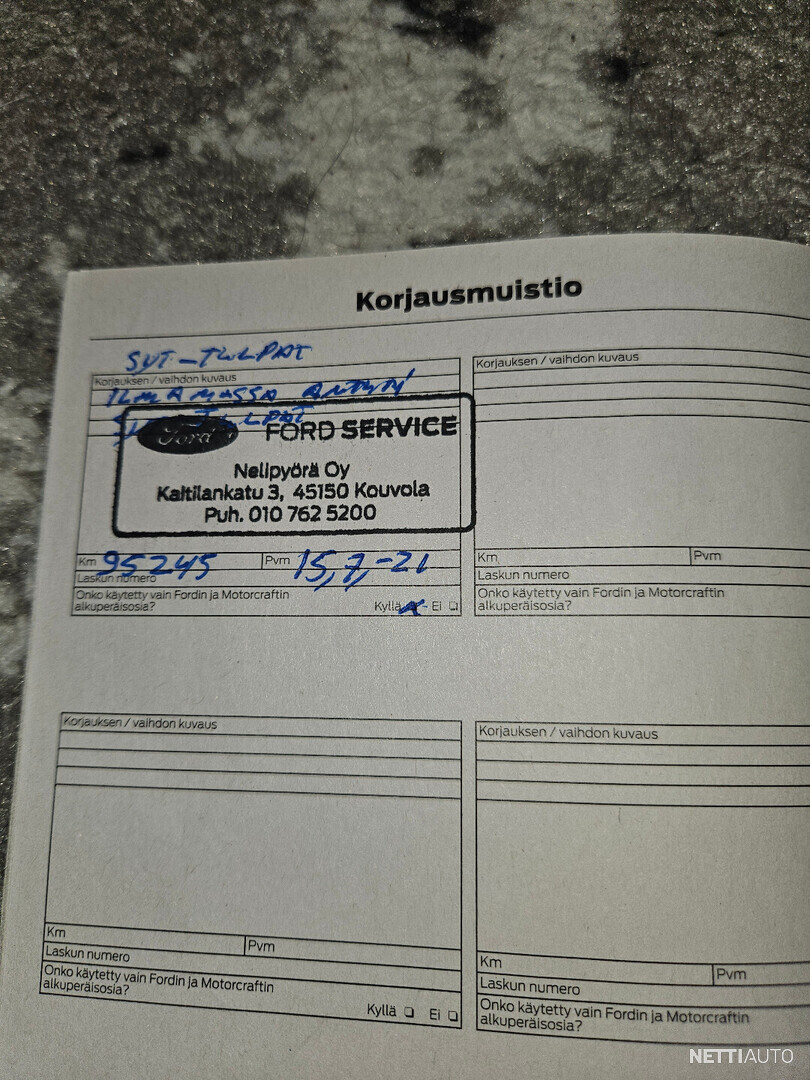 Korjausmuistio
SYT-TULPAT
Korjauksen / vaihdon kuvaus
ILMAMASSA
TULPAT
Ford
FORD SERVICE
Nelipyörä Oy
Kaltilankatu 3, 45150 Kouvola
Puh. 010 762 5200
Km 95245 Pvm 15,7,-21
Laskun numero
Onko käytetty vain Fordin ja Motorcraftin
alkuperäisosia?
Kyllä x Ei
Korjauksen / vaihdon kuvaus
Km Pvm
Laskun numero
Onko käytetty vain Fordin ja Motorcraftin
alkuperäisosia?
Korjauksen / vaihdon kuvaus
Km Pvm
Laskun numero
Onko käytetty vain Fordin ja Motorcraftin
alkuperäisosia?
Kyllä Ei
Korjauksen / vaihdon kuvaus
Km Pvm
Laskun numero
Onko käytetty vain Fordin ja Motorcraftin
alkuperäisosia?
NETTIAUTO